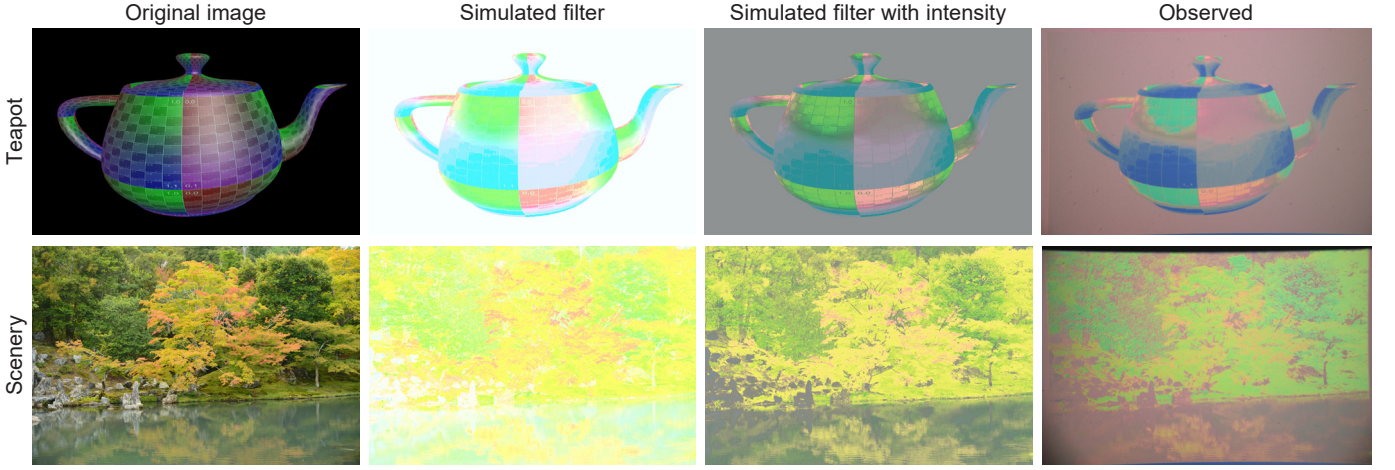 Original image
Simulated filter
Simulated filter with intensity
Observed
Teapot
Scenery